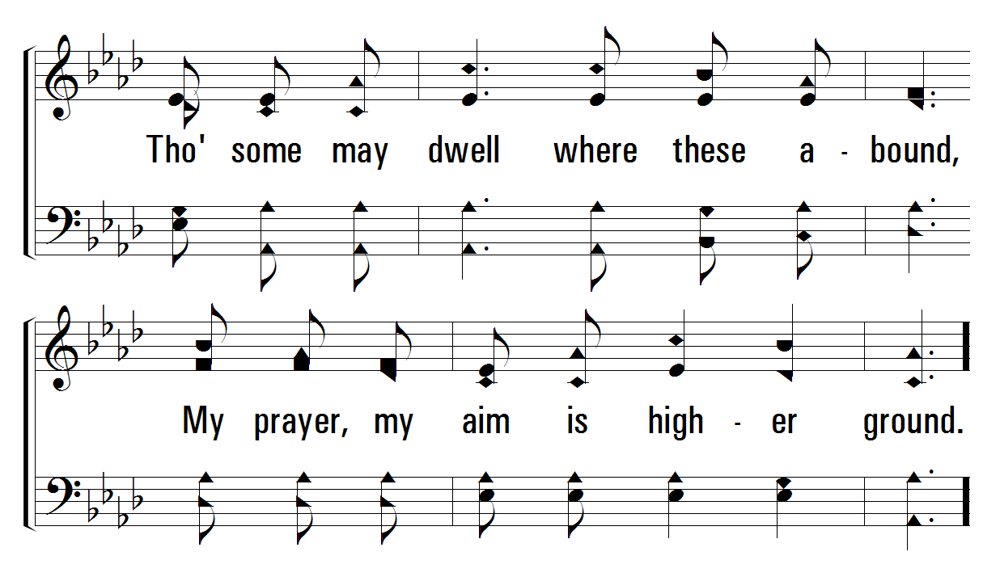 Tho' some may dwell where these a - bound,
My prayer, my aim is high - er ground.